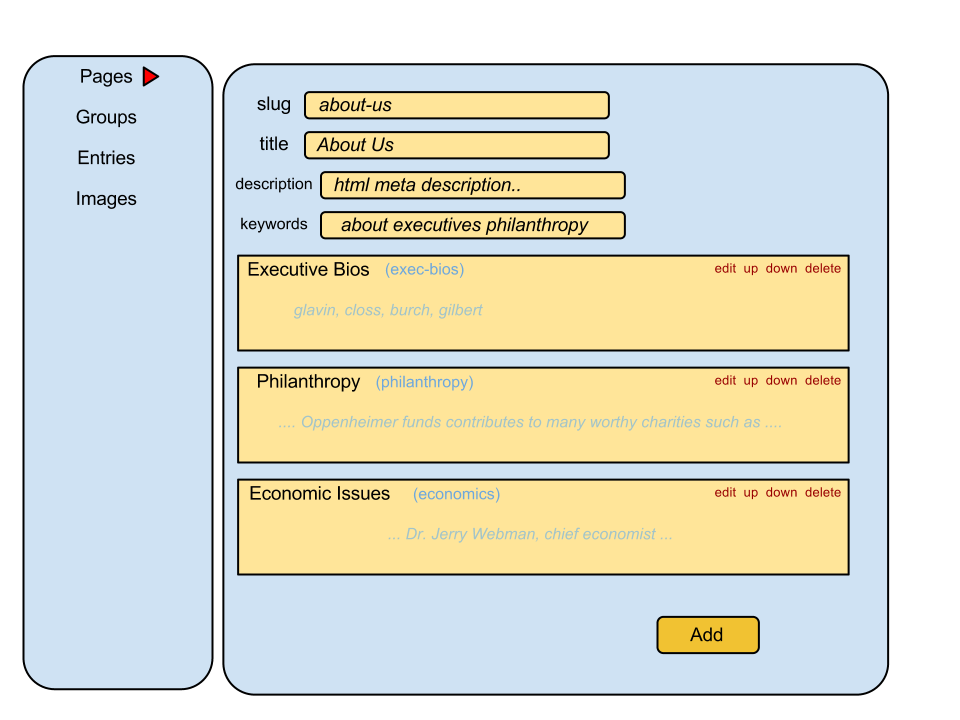 Pages
Groups
Entries
Images
slug about-us
title About Us
description html meta description..
keywords about executives philanthropy
Executive Bios (exec-bios) edit up down delete
glavin, closs, burch, gilbert
Philanthropy (philanthropy) edit up down delete
.... Oppenheimer funds contributes to many worthy charities such as ....
Economic Issues (economics) edit up down delete
... Dr. Jerry Webman, chief economist ...
Add